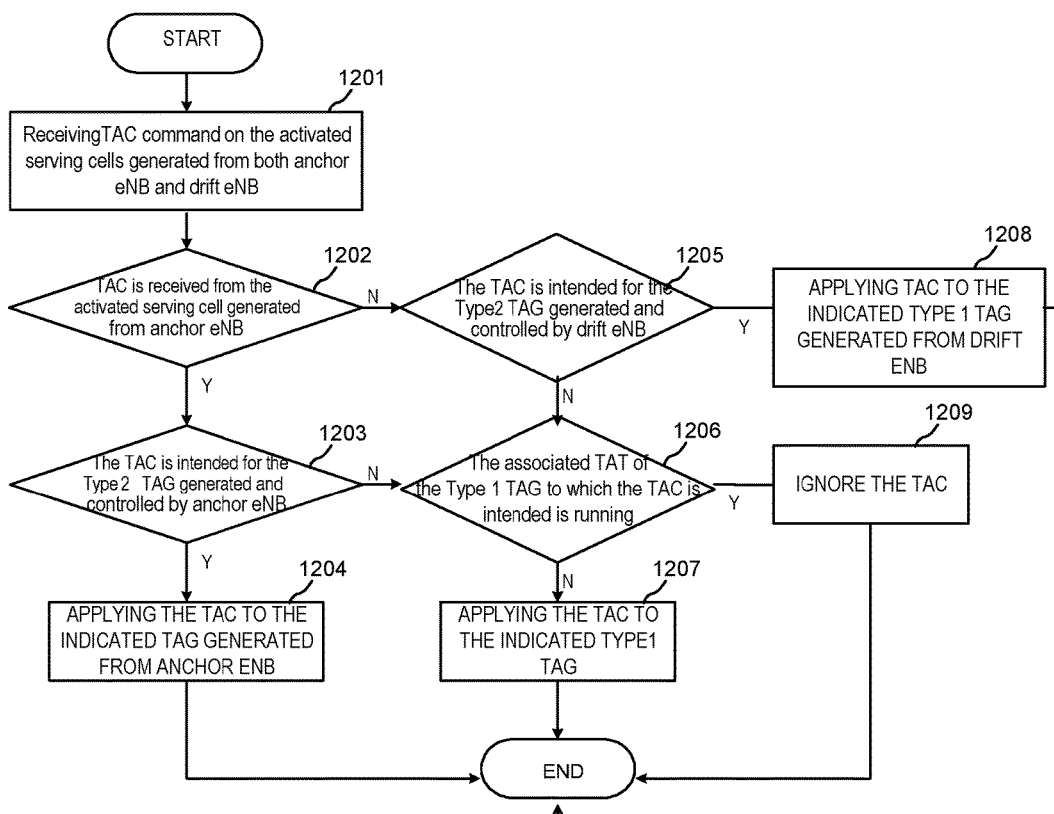 START
1201
ReceivingTAC command on the activated
serving cells generated from both anchor
eNB and drift eNB
1202
TAC is received from the
activated serving cell generated
from anchor eNB
N
Y
1205
The TAC is intended for the
Type2 TAG generated and
controlled by drift eNB
Y
N
1208
APPLYING TAC TO THE
INDICATED TYPE 1 TAG
GENERATED FROM DRIFT
ENB
1203
The TAC is intended for the
Type2 TAG generated and
controlled by anchor eNB
N
Y
1206
The associated TAT of
the Type 1 TAG to which the TAC is
intended is running
Y
N
1209
IGNORE THE TAC
1204
APPLYING THE TAC TO THE
INDICATED TAG GENERATED
FROM ANCHOR ENB
1207
APPLYING THE TAC TO
THE INDICATED TYPE1
TAG
END